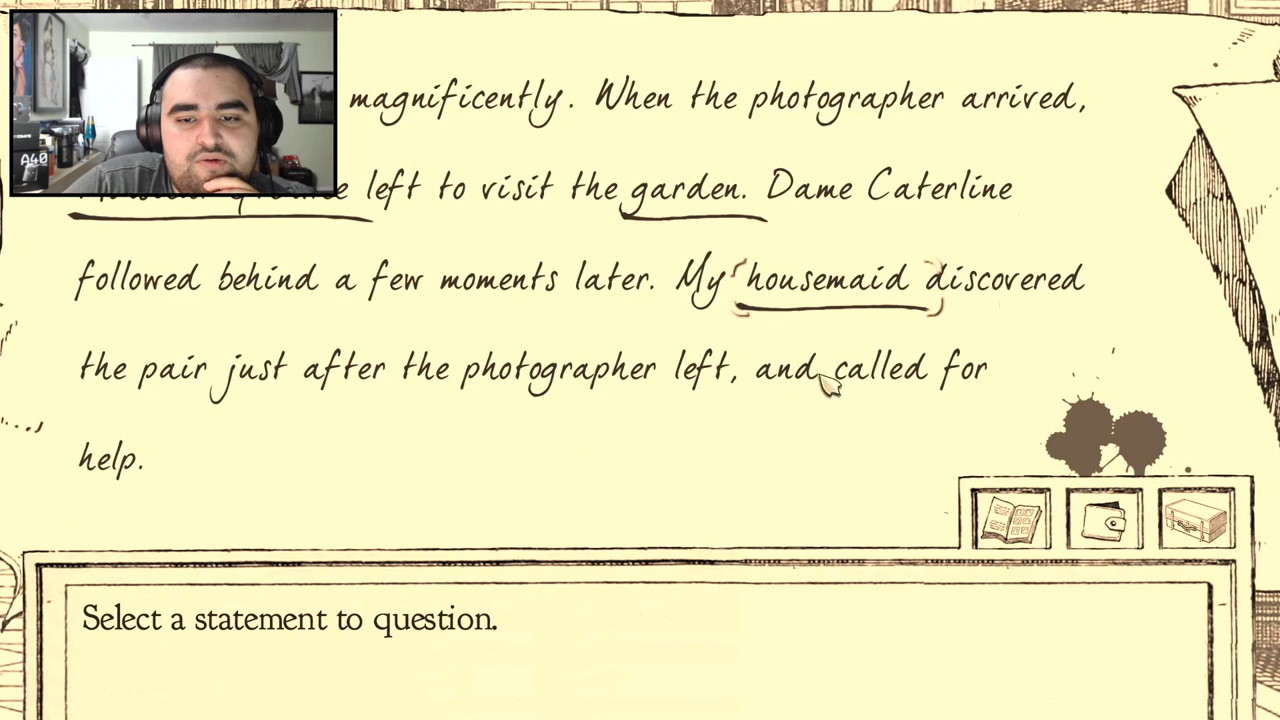 magnificently. When the photographer arrived,
left to visit the garden. Dame Caterline
followed behind a few moments later. My housemaid discovered
the pair just after the photographer left, and called for
help.
A40
Select a statement to question.